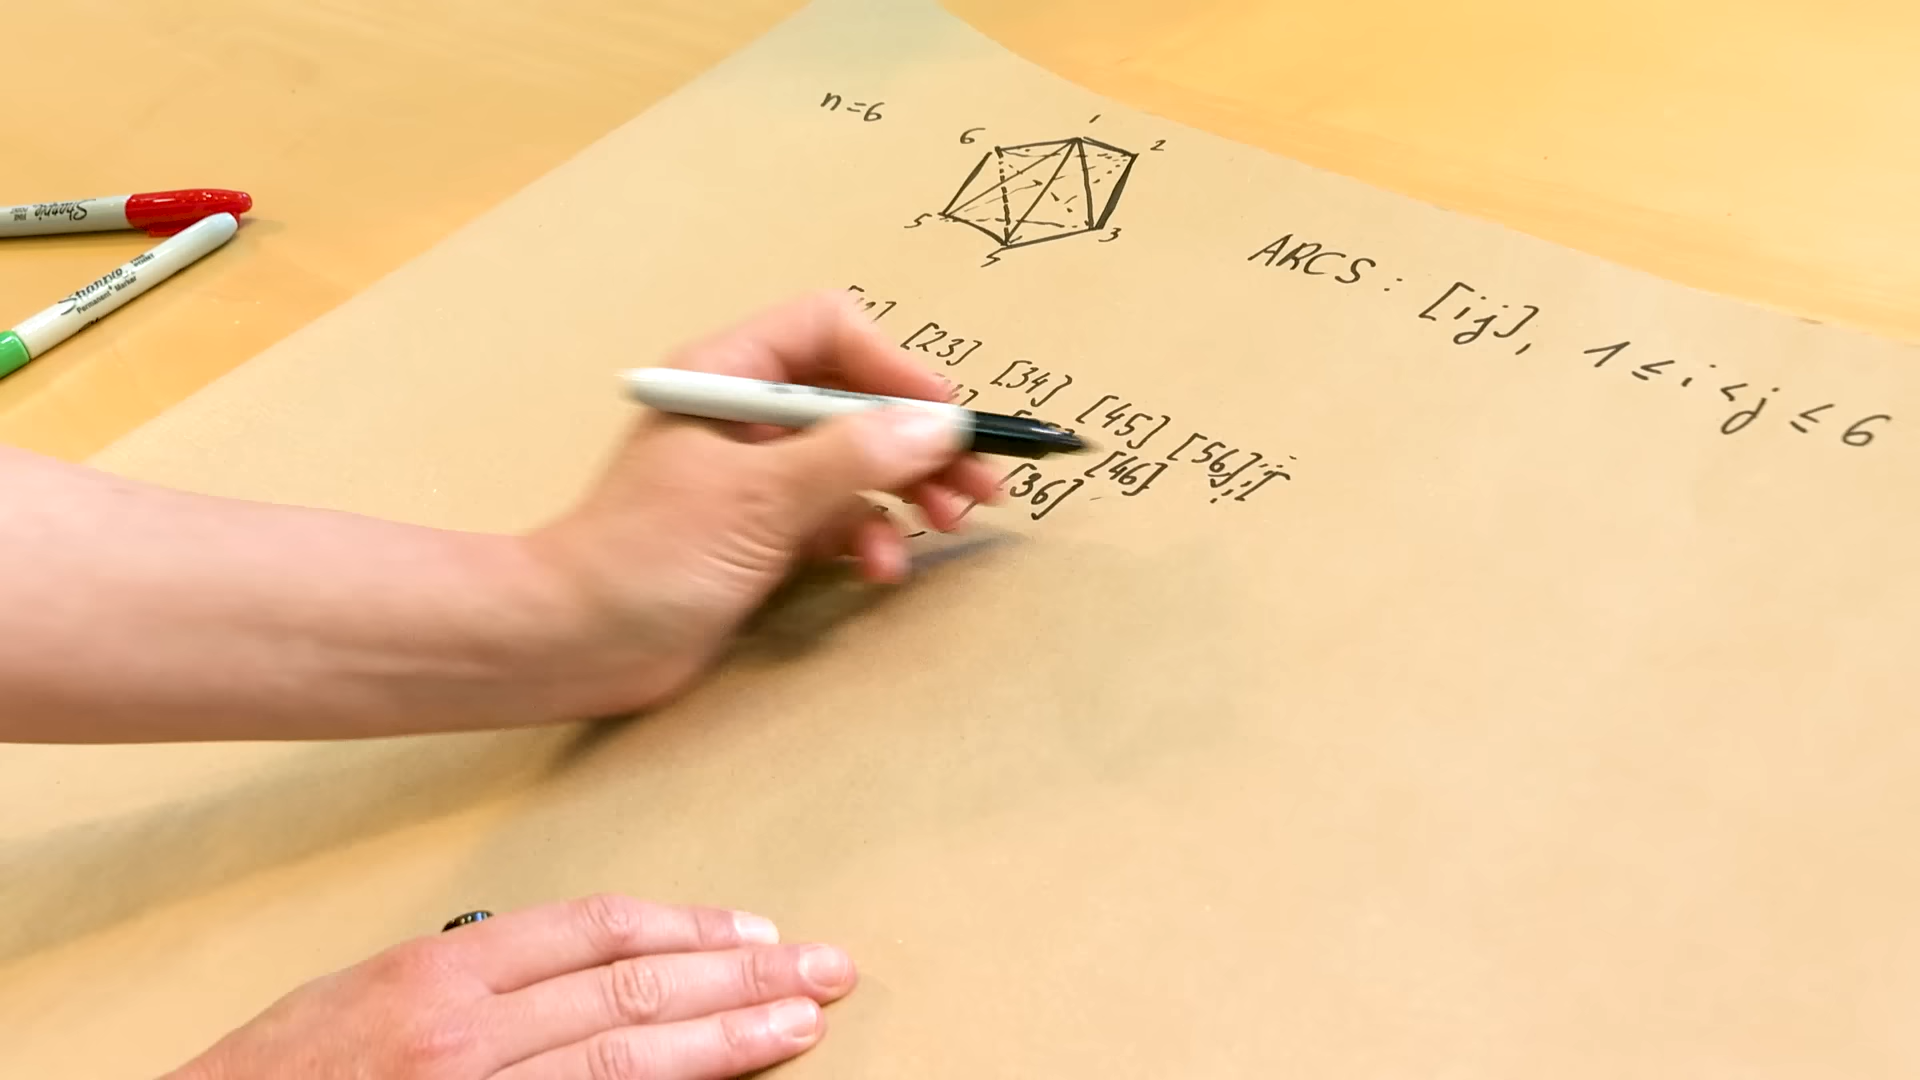 n=6
1
6
2
5
3
5
ARCS : [ij], 1 ≤ i < j ≤ 6
[23] [34] [45] [56]
[46]
[36]
Sharpie
Sharpie
Permanent Marker